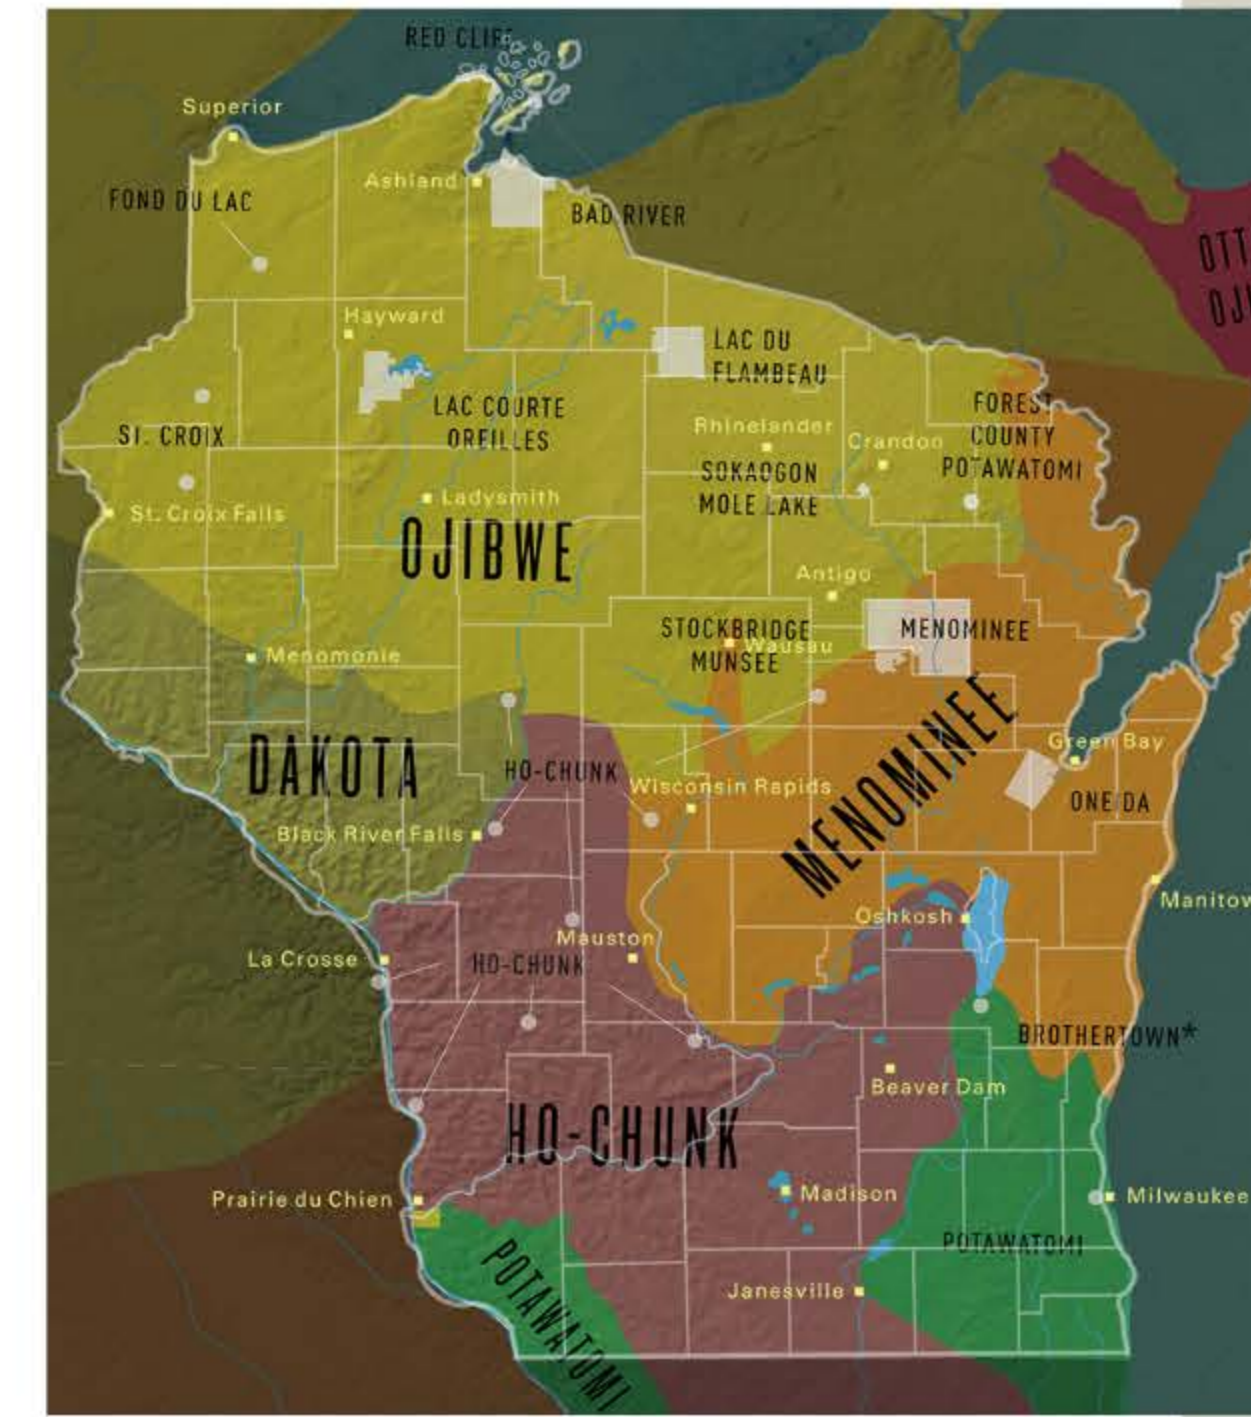 RED CLIFF
Superior
Ashland
FOND DU LAC
BAD RIVER
OTT
OJI
Hayward
LAC DU
FLAMBEAU
LAC COURTE
OREILLES
FOREST
COUNTY
POTAWATOMI
ST. CROIX
Rhinelander
Crandon
SOKAOGON
MOLE LAKE
Ladysmith
St. Croix Falls
OJIBWE
Antigo
STOCKBRIDGE
MUNSEE
Wausau
MENOMINEE
Menomonie
DAKOTA
HO-CHUNK
Wisconsin Rapids
MENOMINEE
Green Bay
ONEIDA
Black River Falls
Manitow
Oshkosh
Mauston
La Crosse
HO-CHUNK
BROTHERTOWN*
Beaver Dam
HO-CHUNK
Prairie du Chien
Madison
Milwaukee
POTAWATOMI
POTAWATOMI
Janesville